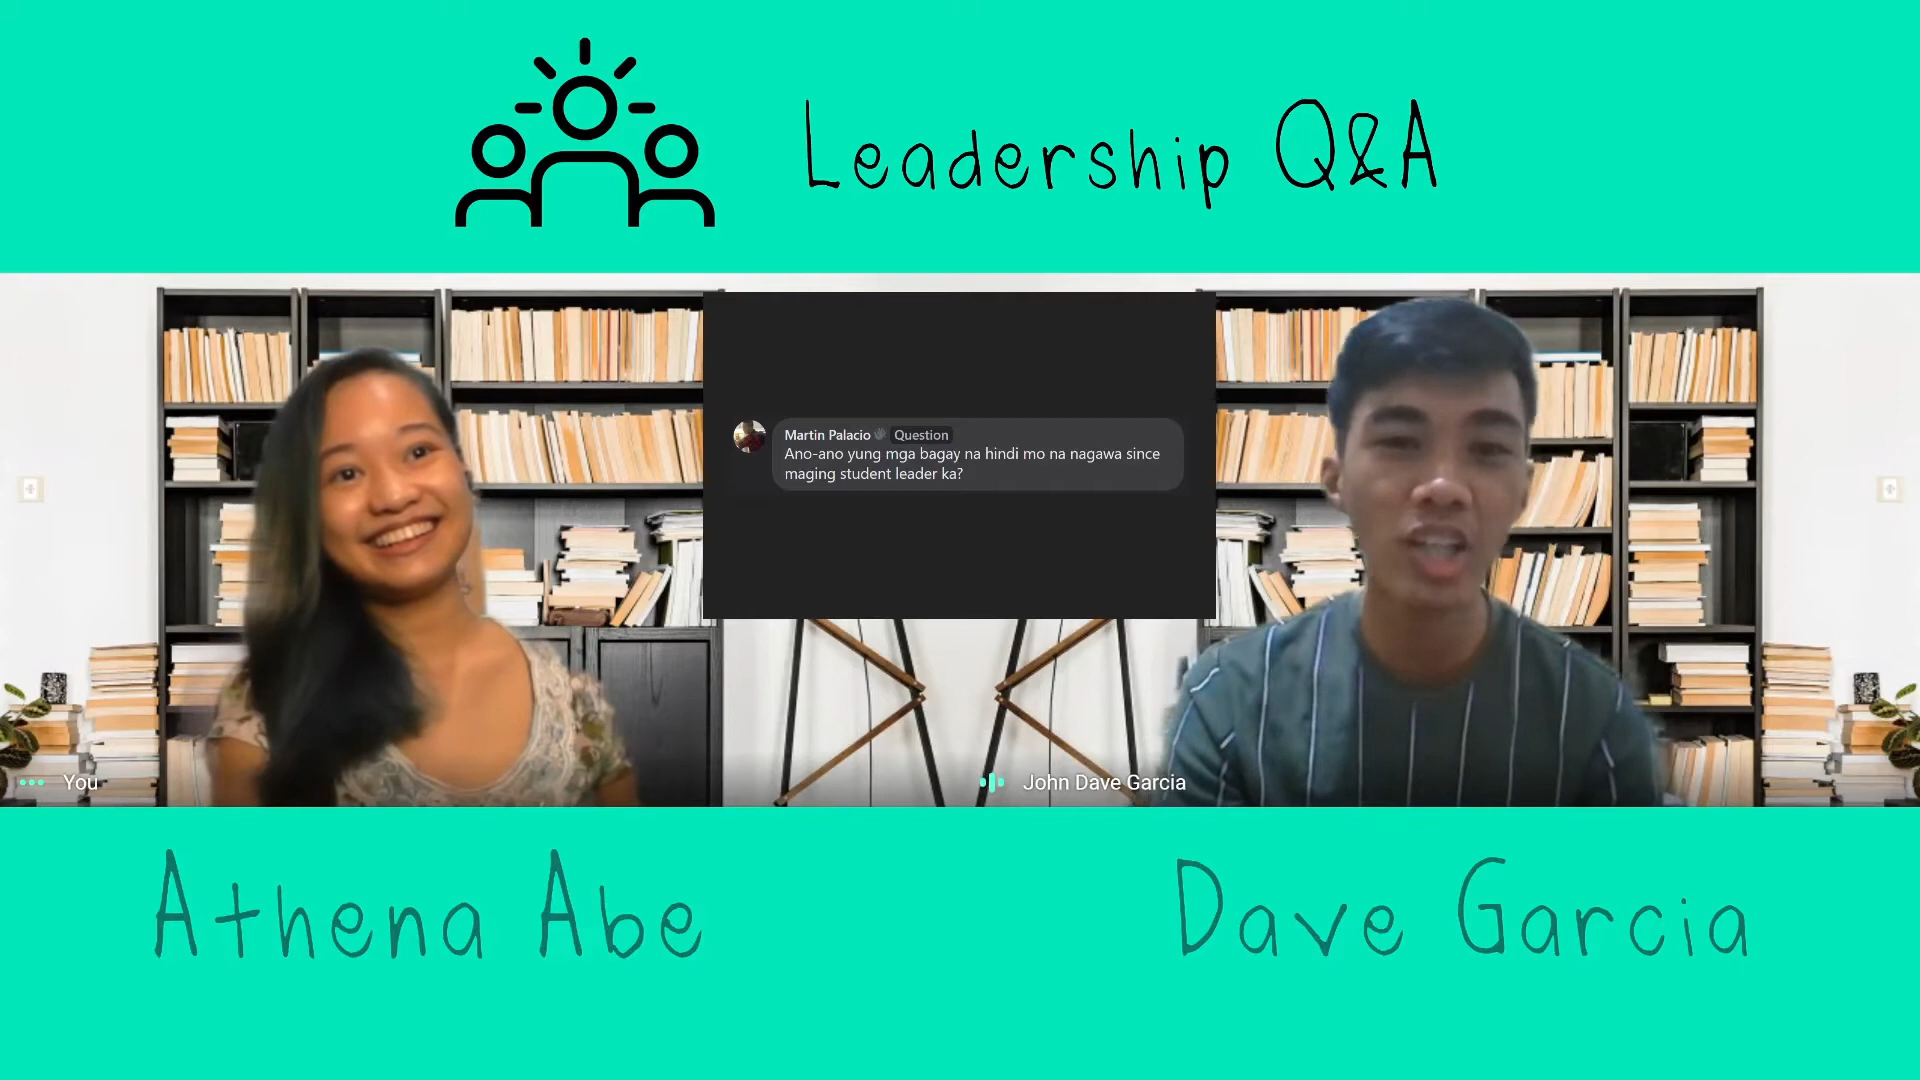 Leadership Q&A
Martin Palacio Question
Ano-ano yung mga bagay na hindi mo na nagawa since
maging student leader ka?
You
John Dave Garcia
Athena Abe
Dave Garcia